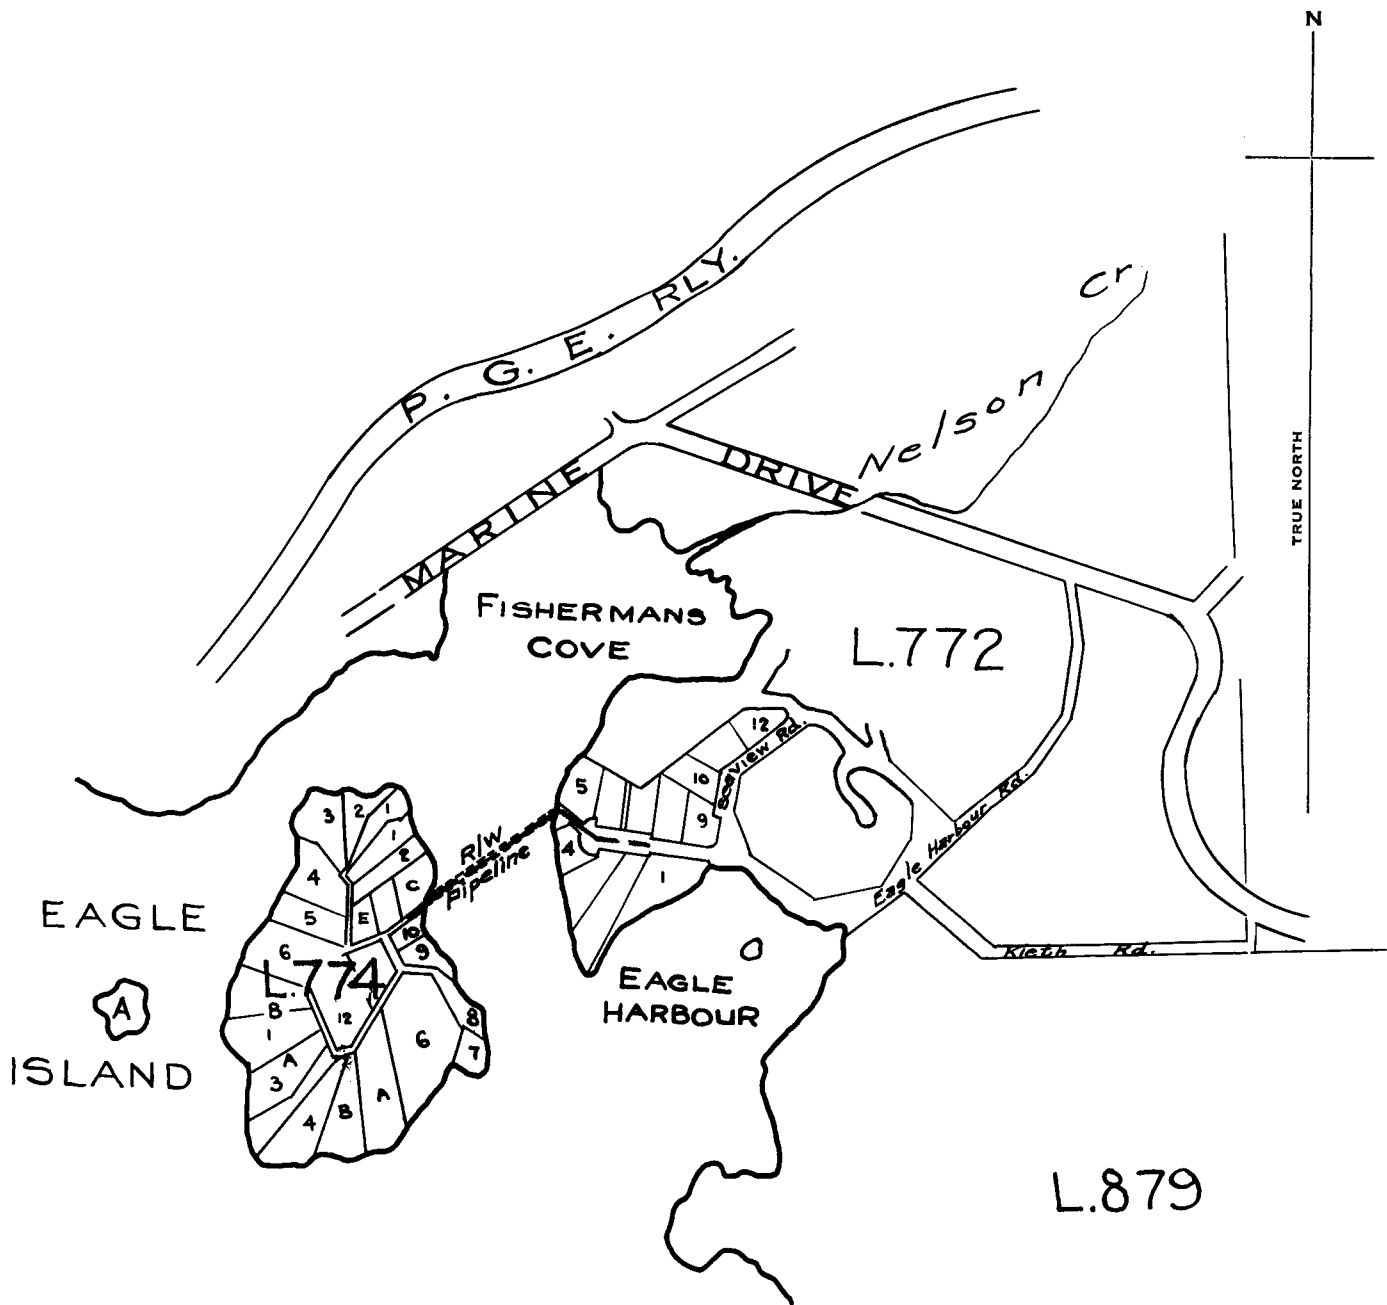 N
TRUE NORTH
P. G. E. RLY.
Nelson Cr
MARINE DRIVE
FISHERMANS
COVE
L.772
12
Seaview Rd.
10
9
5
4
1
R/W
Pipeline
Eagle Harbour Rd.
Kieth Rd.
3
2
1
1
2
4
C
5
E
10
9
6
L.774
EAGLE
A
ISLAND
B
1
12
8
6
7
A
3
A
B
4
EAGLE
HARBOUR
L.879